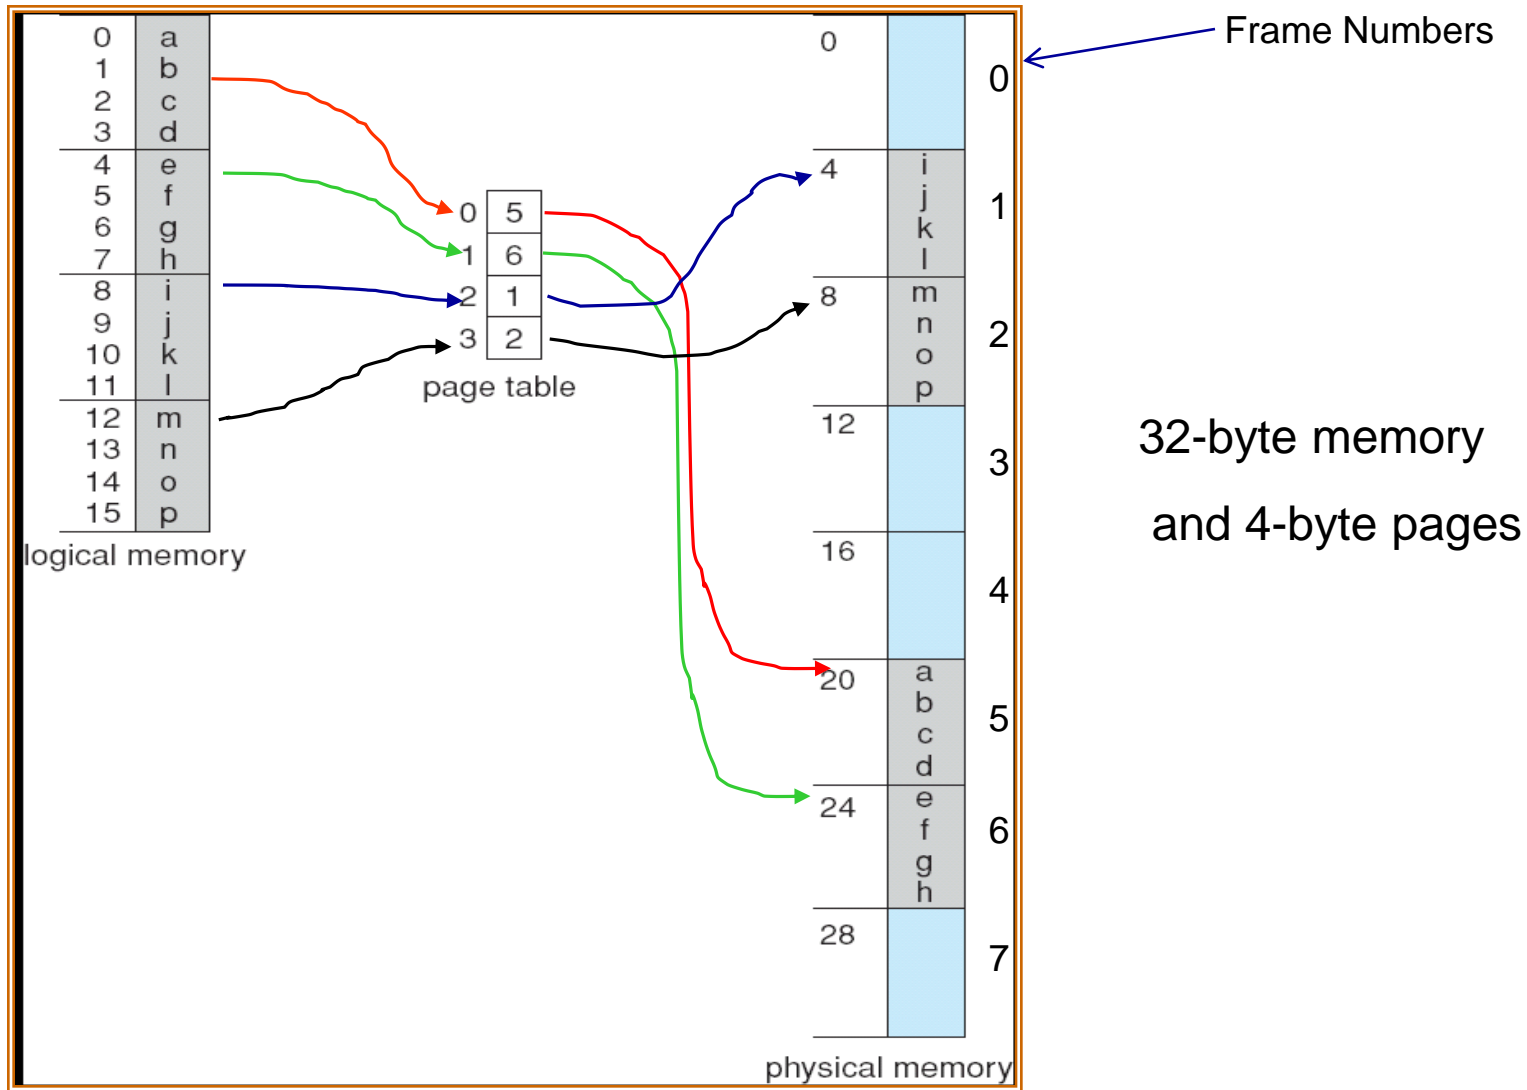 Frame Numbers
0 a
1 b
2 c
3 d
4 e
5 f
6 g
7 h
8 i
9 j
10 k
11 l
12 m
13 n
14 o
15 p
logical memory
0 5
1 6
2 1
3 2
page table
0
0
4 i
j
1
k
l
8 m
n
2
o
p
12
3
16
4
20 a
b
5
c
d
24 e
f
6
g
h
28
7
physical memory
32-byte memory
and 4-byte pages